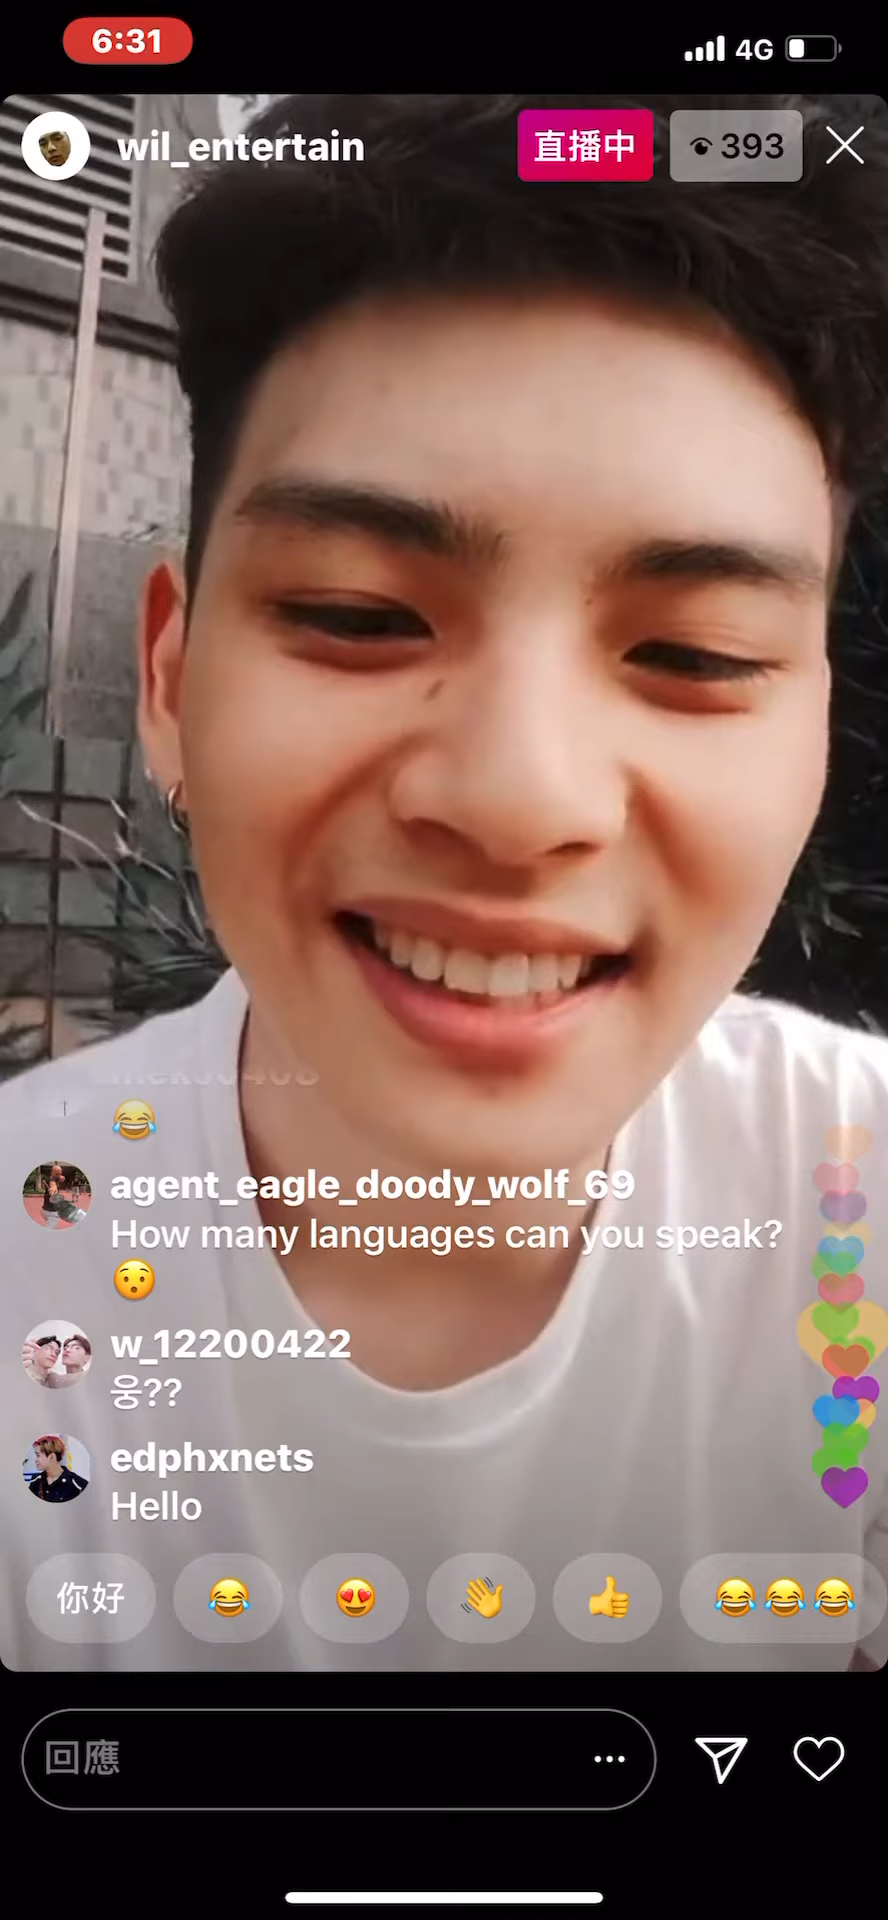 6:31
4G
wil_entertain
直播中
393
agent_eagle_doody_wolf_69
How many languages can you speak?
😯
w_12200422
웅??
edphxnets
Hello
你好
回應